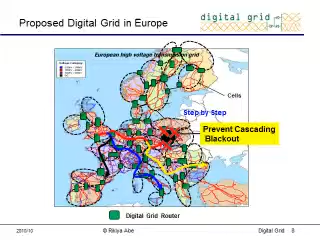 Proposed Digital Grid in Europe
digital grid
European high voltage transmission grid
Cells
Step by Step
Prevent Cascading
Blackout
Digital Grid Router
2010/10
© Rikiya Abe
Digital Grid